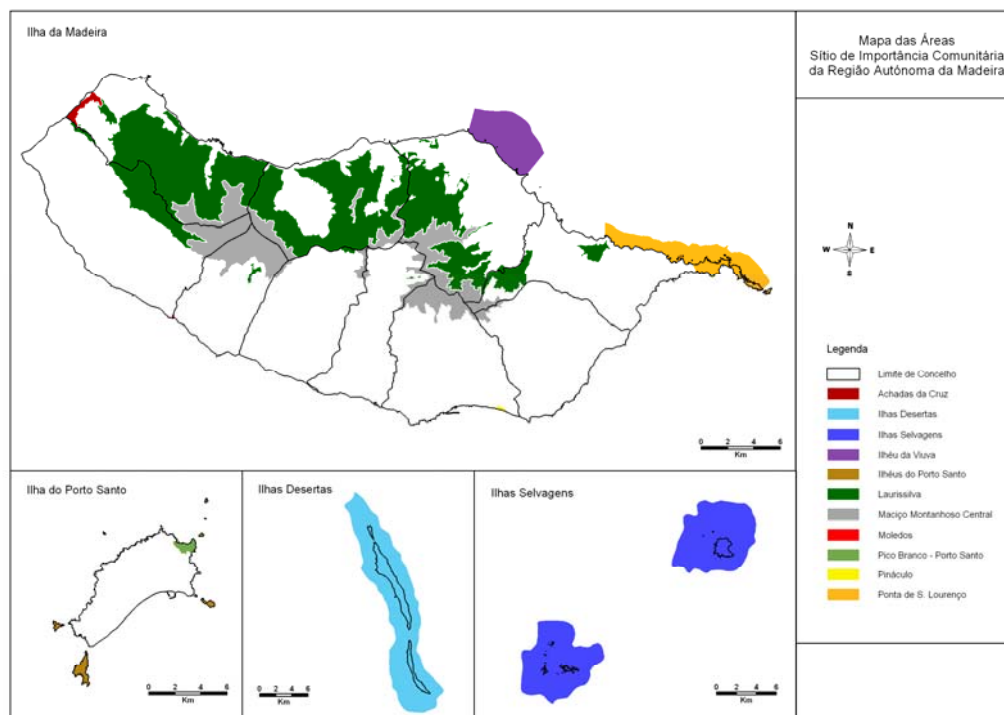 Ilha da Madeira
Mapa das Áreas
Sítio de Importância Comunitária
da Região Autónoma da Madeira
N
W E
S
Legenda
Limite de Concelho
Achadas da Cruz
Ilhas Desertas
Ilhas Selvagens
Ilhéu da Viuva
Ilhéus do Porto Santo
Laurissilva
Maciço Montanhoso Central
Moledos
Pico Branco - Porto Santo
Pináculo
Ponta de S. Lourenço
0 2 4 6
Km
Ilha do Porto Santo
0 2 4 6
Km
Ilhas Desertas
0 2 4 6
Km
Ilhas Selvagens
0 2 4 6
Km